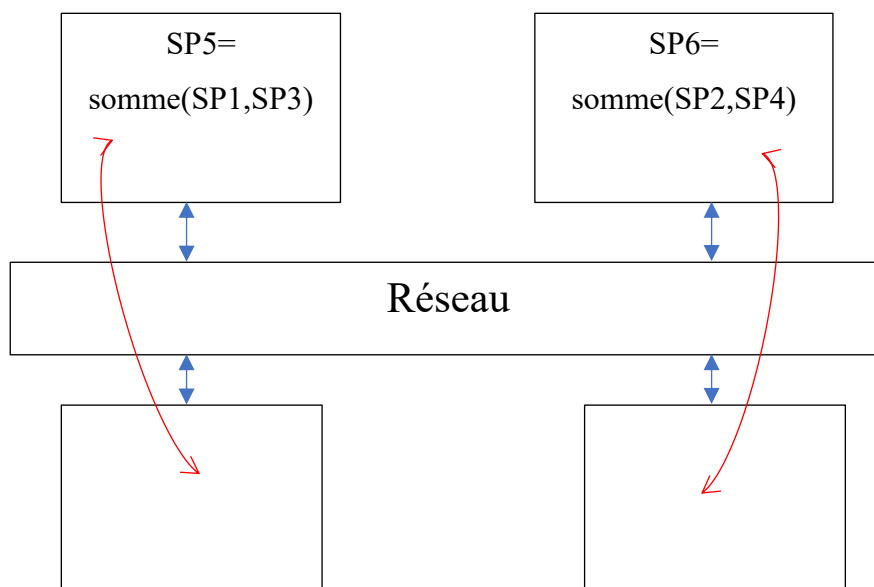 SP5=
somme(SP1,SP3)
SP6=
somme(SP2,SP4)
Réseau